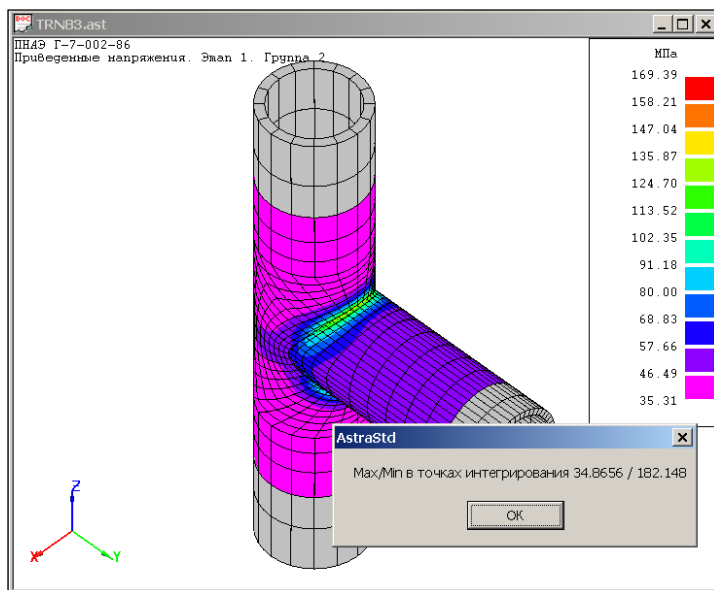 TRN83.ast
ПНАЭ Г-7-002-86
Приведенные напряжения. Этап 1. Группа 2
МПа
169.39
158.21
147.04
135.87
124.70
113.52
102.35
91.18
80.00
68.83
57.66
46.49
35.31
AstraStd
Max/Min в точках интегрирования 34.8656 / 182.148
OK
Z
X
Y